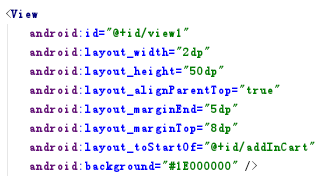 <View
android:id="@+id/view1"
android:layout_width="2dp"
android:layout_height="50dp"
android:layout_alignParentTop="true"
android:layout_marginEnd="5dp"
android:layout_marginTop="8dp"
android:layout_toStartOf="@+id/addInCart"
android:background="#1E000000" />